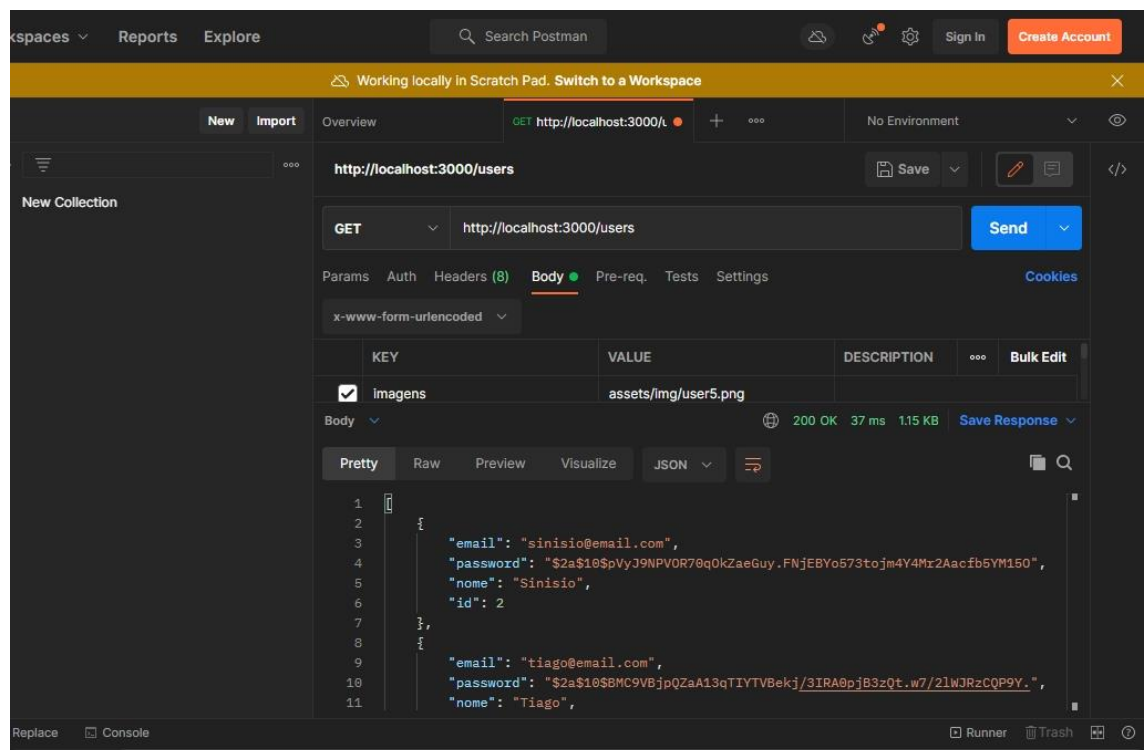 kspaces Reports Explore Search Postman Sign In Create Account
Working locally in Scratch Pad. Switch to a Workspace
New Import Overview GET http://localhost:3000/u No Environment
http://localhost:3000/users Save
New Collection
GET http://localhost:3000/users Send
Params Auth Headers (8) Body Pre-req. Tests Settings Cookies
x-www-form-urlencoded
KEY VALUE DESCRIPTION Bulk Edit
imagens assets/img/user5.png
Body 200 OK 37 ms 1.15 KB Save Response
Pretty Raw Preview Visualize JSON
1 [
2 {
3 "email": "sinisio@email.com",
4 "password": "$2a$10$pVyJ9NPVOR70qOkZaeGuy.FNjEBYo573tojm4Y4Mr2Aacfb5YM15O",
5 "nome": "Sinisio",
6 "id": 2
7 },
8 {
9 "email": "tiago@email.com",
10 "password": "$2a$10$BMC9VBjpQZaA13qTIYTVBekj/3IRA0pjB3zQt.w7/2lWJRzCQP9Y.",
11 "nome": "Tiago",
Replace Console Runner Trash